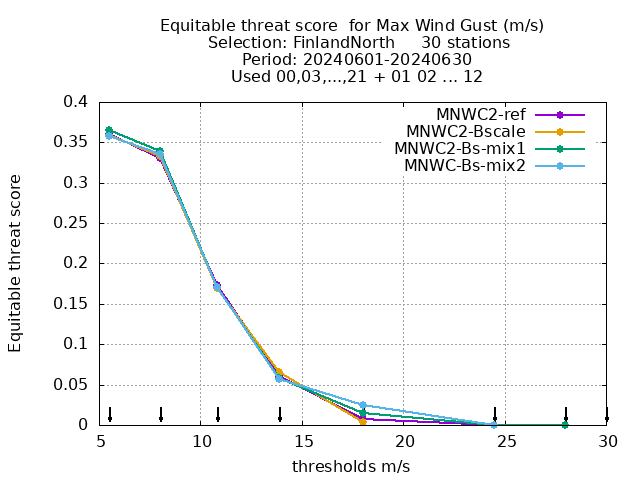 Equitable threat score  for Max Wind Gust (m/s)
Selection: FinlandNorth     30 stations
Period: 20240601-20240630
Used 00,03,...,21 + 01 02 ... 12
MNWC2-ref
MNWC2-Bscale
MNWC2-Bs-mix1
MNWC-Bs-mix2
Equitable threat score
0.4
0.35
0.3
0.25
0.2
0.15
0.1
0.05
0
5 10 15 20 25 30
thresholds m/s